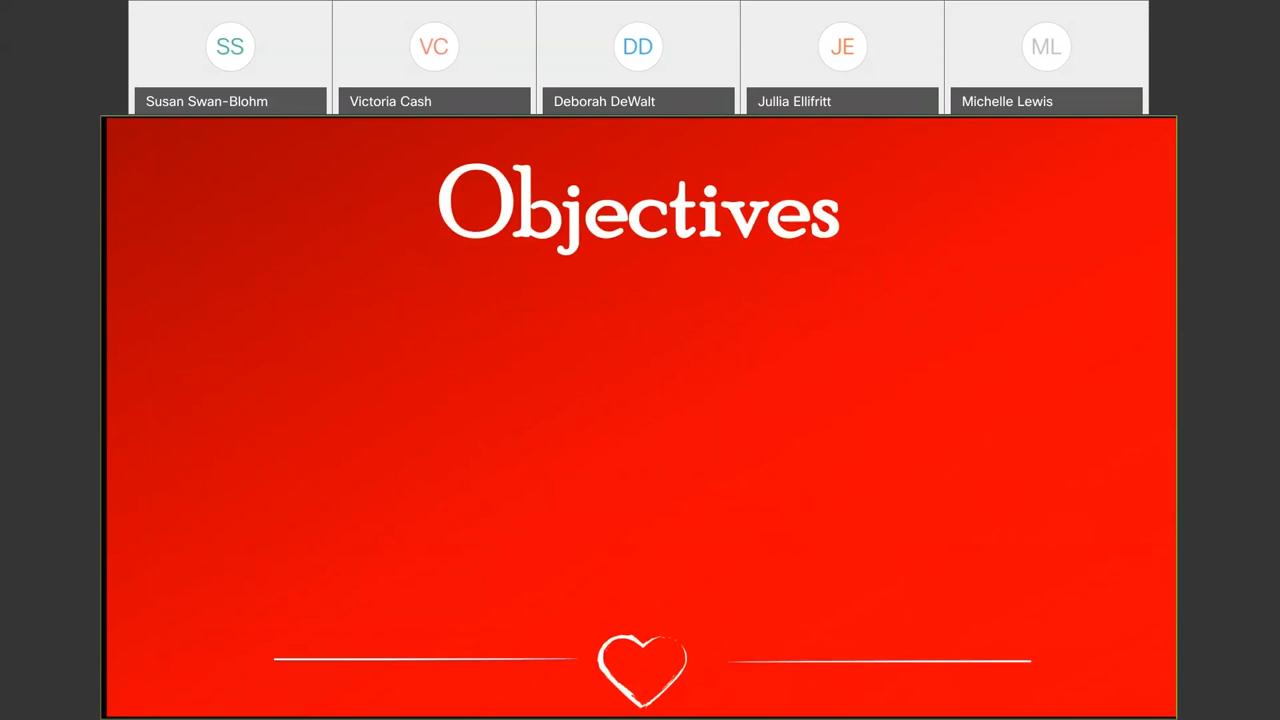 SS VC DD JE ML
Susan Swan-Blohm Victoria Cash Deborah DeWalt Jullia Ellifritt Michelle Lewis
Objectives